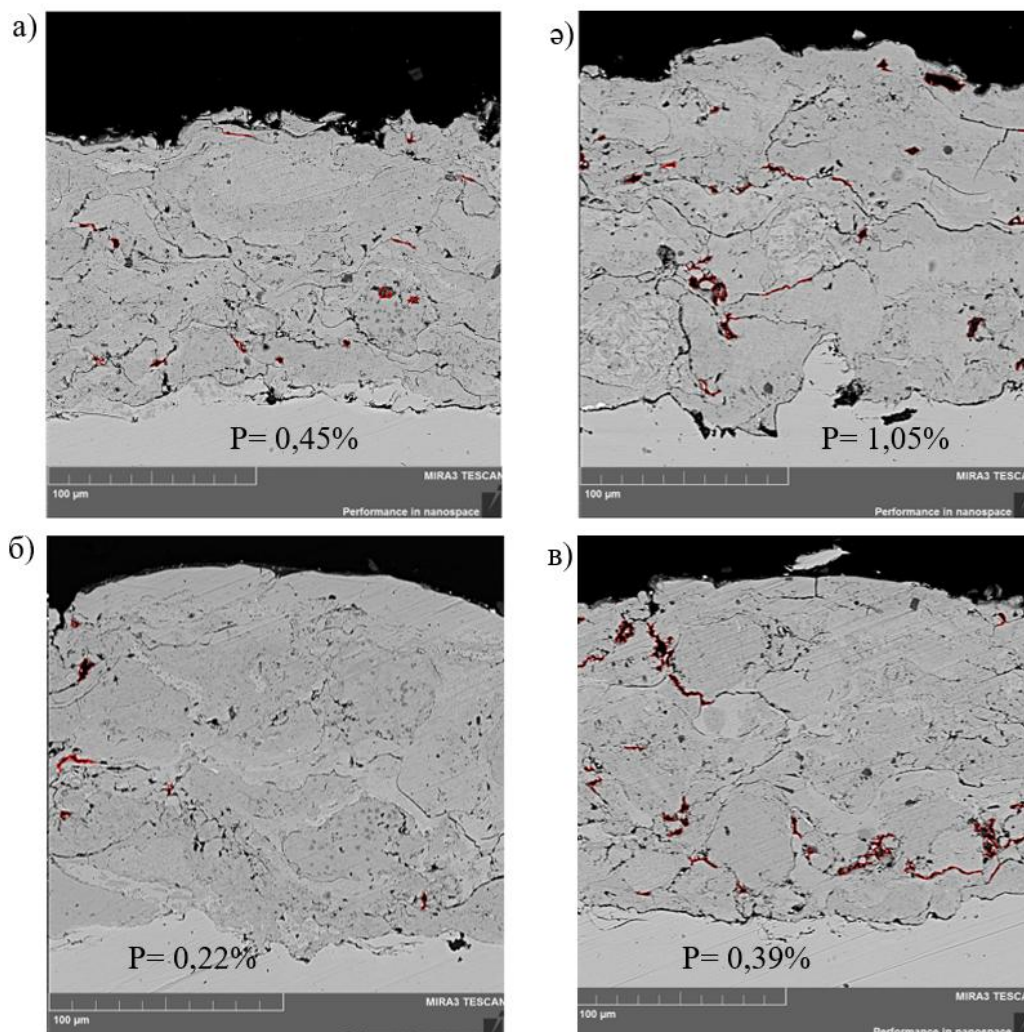 а)
ә)
P= 0,45%
P= 1,05%
MIRA3 TESCAN
MIRA3 TESCAN
100 µm
100 µm
Performance in nanospace
Performance in nanospace
б)
в)
P= 0,22%
P= 0,39%
MIRA3 TESCAN
MIRA3 TESCAN
100 µm
100 µm
Performance in nanospace